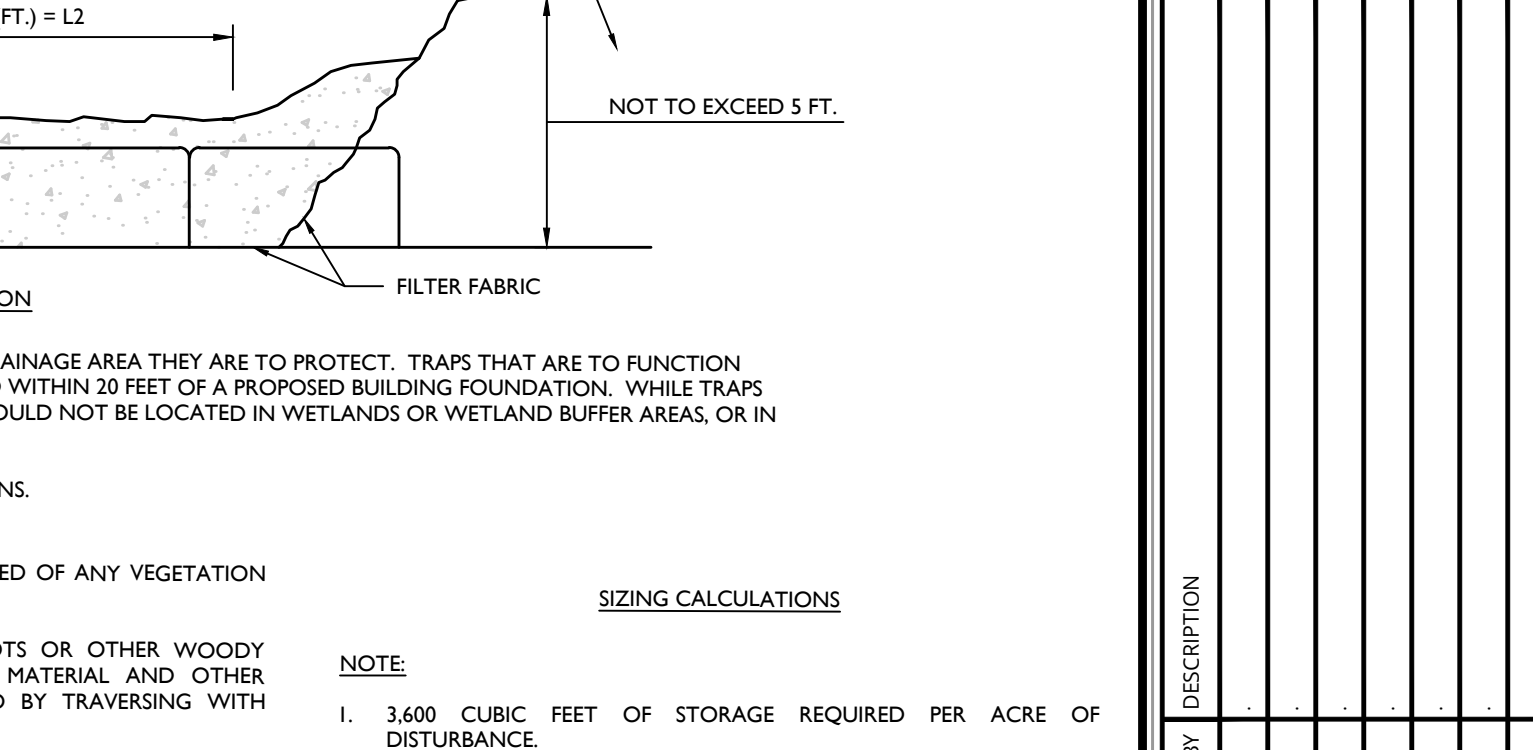 (FT.) = L2
NOT TO EXCEED 5 FT.
FILTER FABRIC
AINAGE AREA THEY ARE TO PROTECT. TRAPS THAT ARE TO FUNCTION
WITHIN 20 FEET OF A PROPOSED BUILDING FOUNDATION. WHILE TRAPS
OULD NOT BE LOCATED IN WETLANDS OR WETLAND BUFFER AREAS, OR IN
NS.
ED OF ANY VEGETATION
OTS OR OTHER WOODY
MATERIAL AND OTHER
BY TRAVERSING WITH
SIZING CALCULATIONS
NOTE:
1. 3,600 CUBIC FEET OF STORAGE REQUIRED PER ACRE OF
DISTURBANCE.
DESCRIPTION
BY